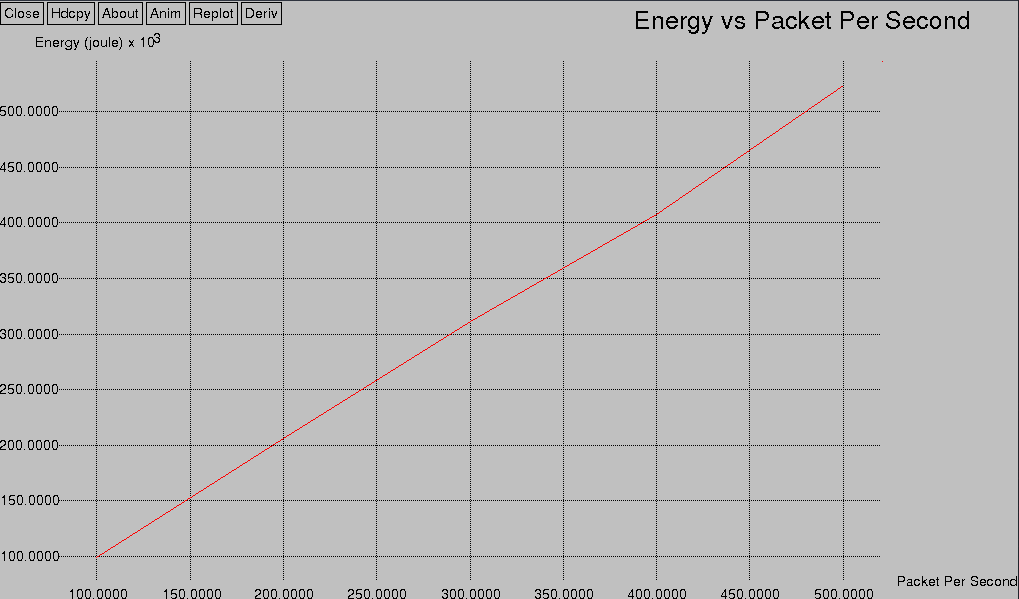 Close Hdcpy About Anim Replot Deriv
Energy vs Packet Per Second
Energy (joule) x 10³
500.0000
450.0000
400.0000
350.0000
300.0000
250.0000
200.0000
150.0000
100.0000
Packet Per Second
100.0000 150.0000 200.0000 250.0000 300.0000 350.0000 400.0000 450.0000 500.0000